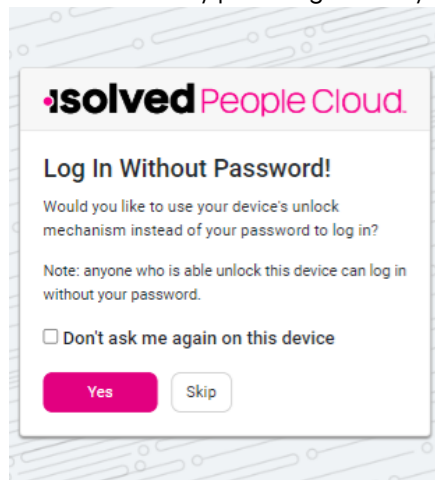 isolved People Cloud.
Log In Without Password!
Would you like to use your device's unlock
mechanism instead of your password to log in?
Note: anyone who is able unlock this device can log in
without your password.
Don't ask me again on this device
Yes
Skip